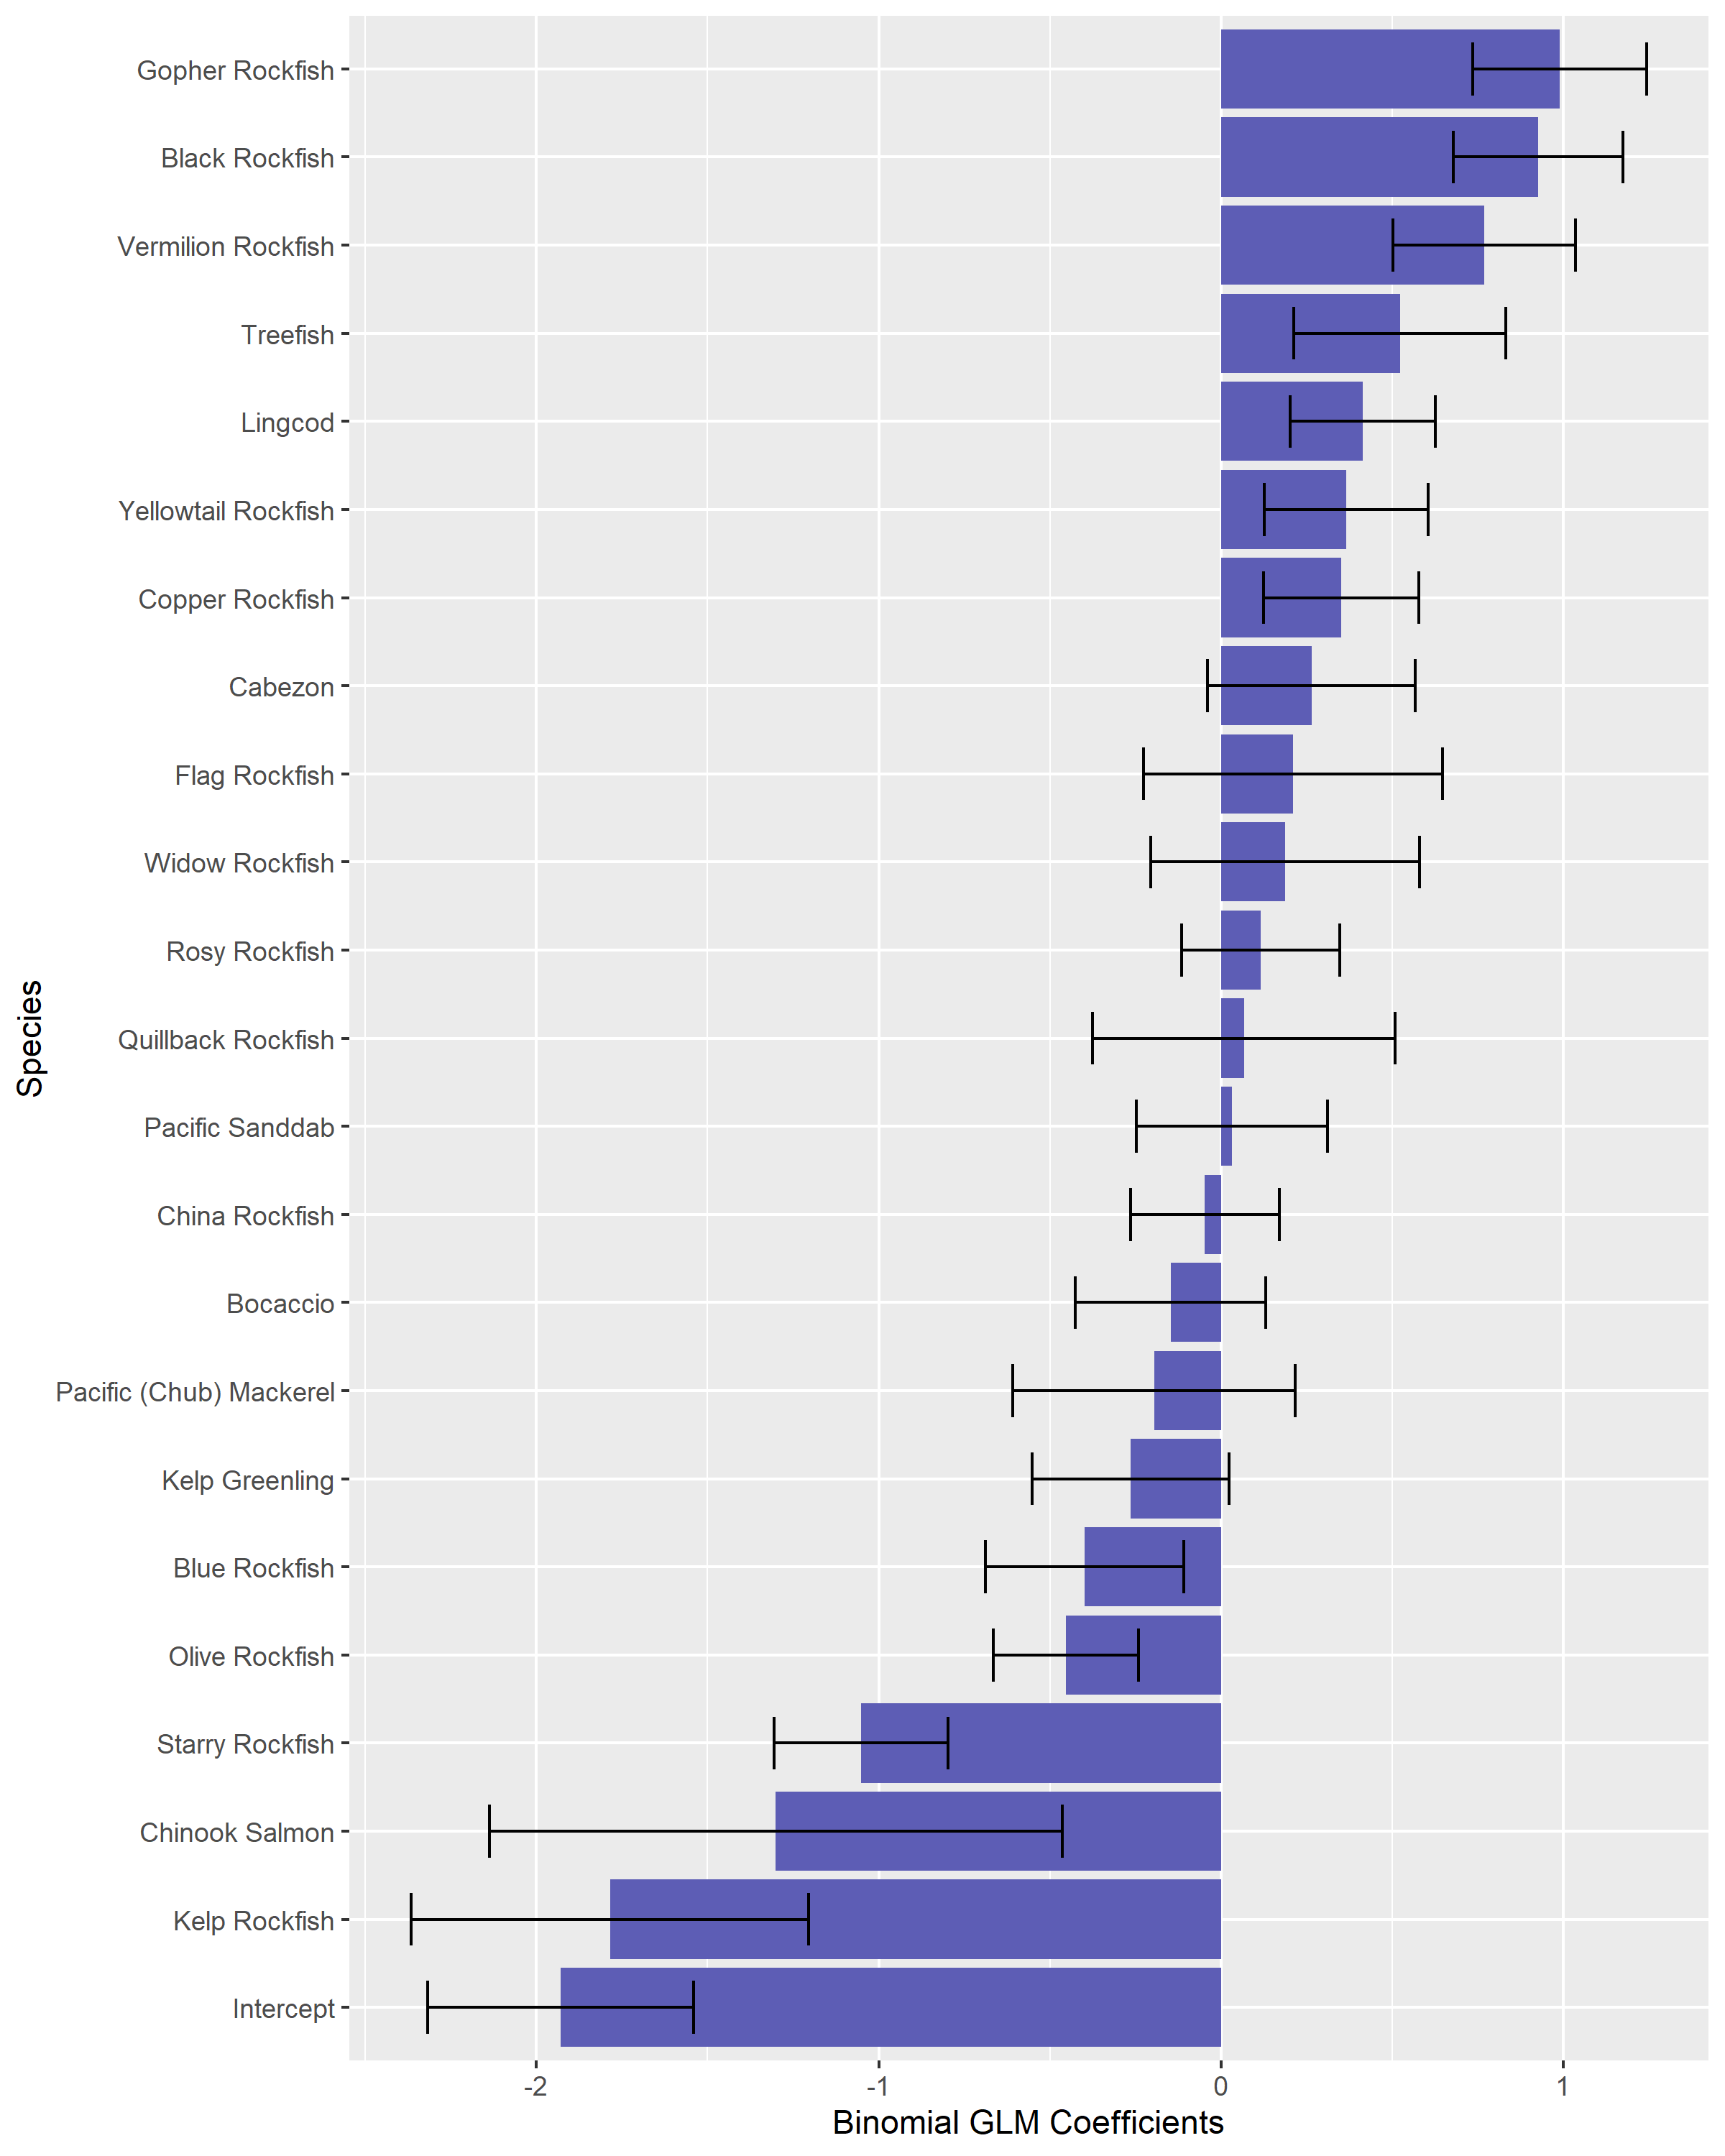 Gopher Rockfish
Black Rockfish
Vermilion Rockfish
Treefish
Lingcod
Yellowtail Rockfish
Copper Rockfish
Cabezon
Flag Rockfish
Widow Rockfish
Rosy Rockfish
Quillback Rockfish
Pacific Sanddab
China Rockfish
Bocaccio
Pacific (Chub) Mackerel
Kelp Greenling
Blue Rockfish
Olive Rockfish
Starry Rockfish
Chinook Salmon
Kelp Rockfish
Intercept
Species
-2 -1 0 1
Binomial GLM Coefficients